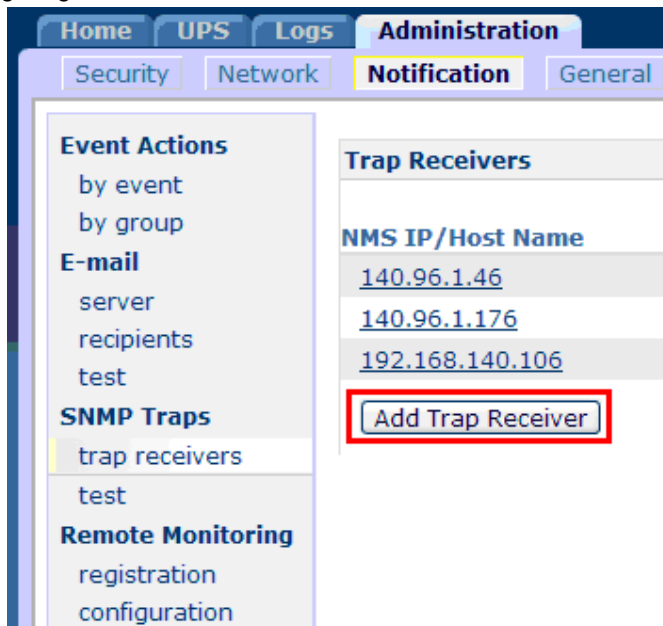 Home UPS Logs Administration
Security Network Notification General
Event Actions
by event
by group
E-mail
server
recipients
test
SNMP Traps
trap receivers
test
Remote Monitoring
registration
configuration
Trap Receivers
NMS IP/Host Name
140.96.1.46
140.96.1.176
192.168.140.106
Add Trap Receiver